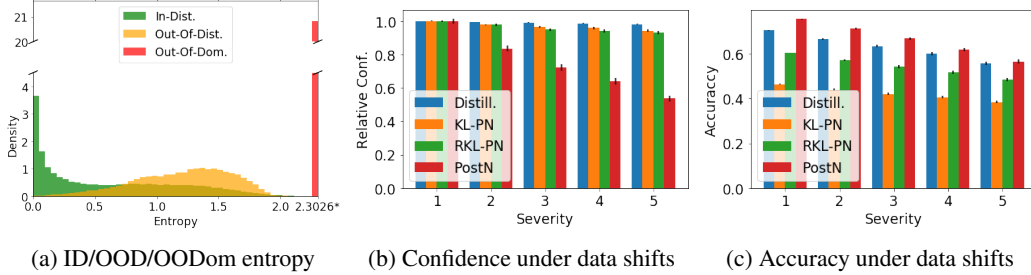 21
20
4
3
2
1
0
Density
In-Dist.
Out-Of-Dist.
Out-Of-Dom.
0.0 0.5 1.0 1.5 2.0 2.3026*
Entropy
(a) ID/OOD/OODom entropy
1.0
0.8
0.6
0.4
0.2
0.0
Relative Conf.
Distill.
KL-PN
RKL-PN
PostN
1 2 3 4 5
Severity
(b) Confidence under data shifts
0.6
0.4
0.2
0.0
Accuraccy
Distill.
KL-PN
RKL-PN
PostN
1 2 3 4 5
Severity
(c) Accuracy under data shifts